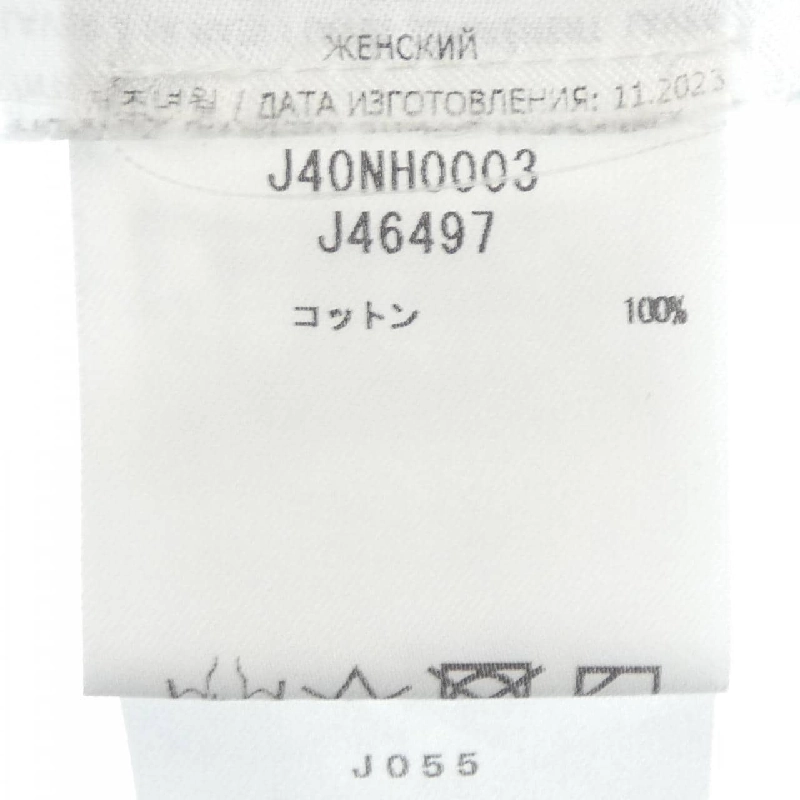 ЖЕНСКИЙ
/ ДАТА ИЗГОТОВЛЕНИЯ: 11.2023
J40NH0003
J46497
コットン 100%
J055